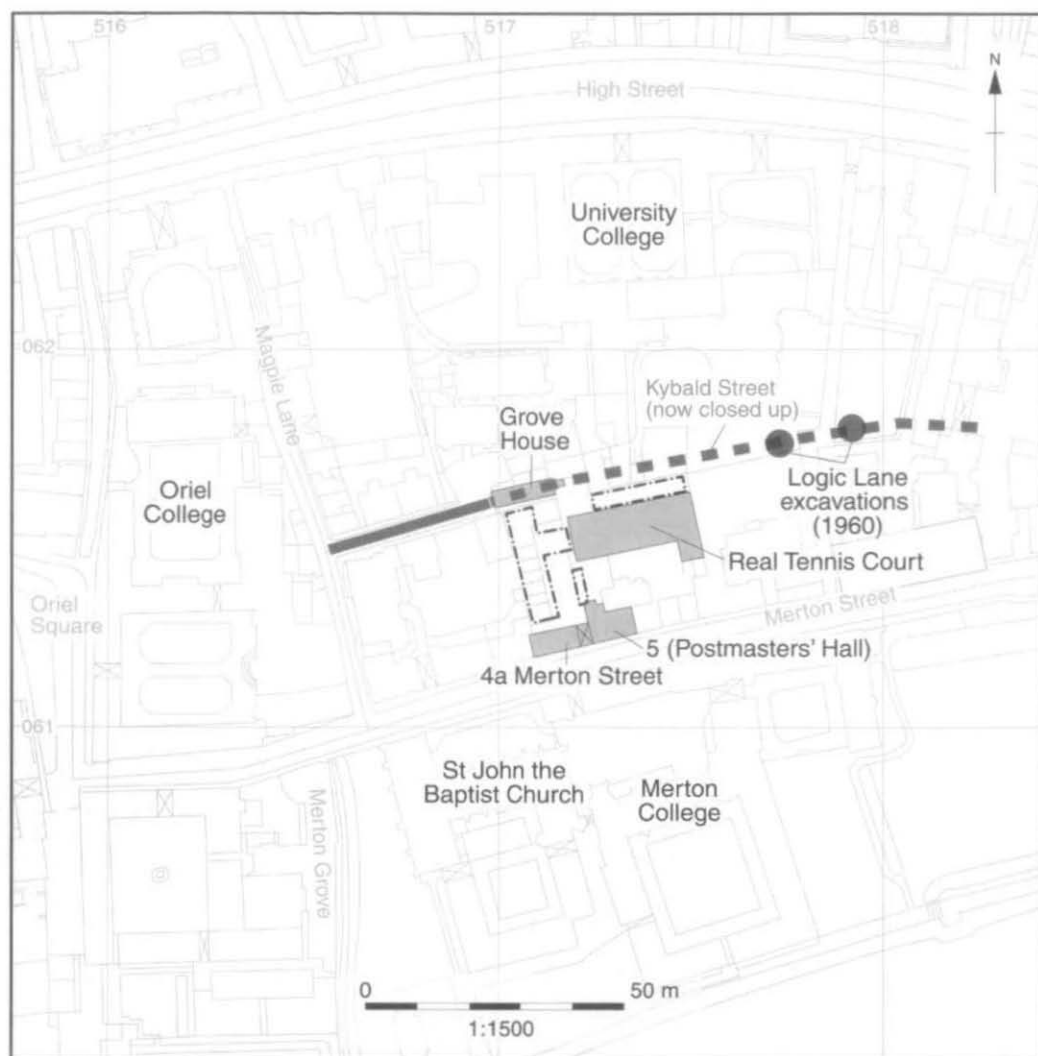 516
517
518
N
High Street
University
College
Magpie Lane
062
Kybald Street
(now closed up)
Grove
House
Oriel
College
Logic Lane
excavations
(1960)
Real Tennis Court
Oriel
Square
Merton Street
5 (Postmasters' Hall)
4a Merton Street
061
St John the
Baptist Church
Merton
College
Merton Grove
0
50 m
1:1500